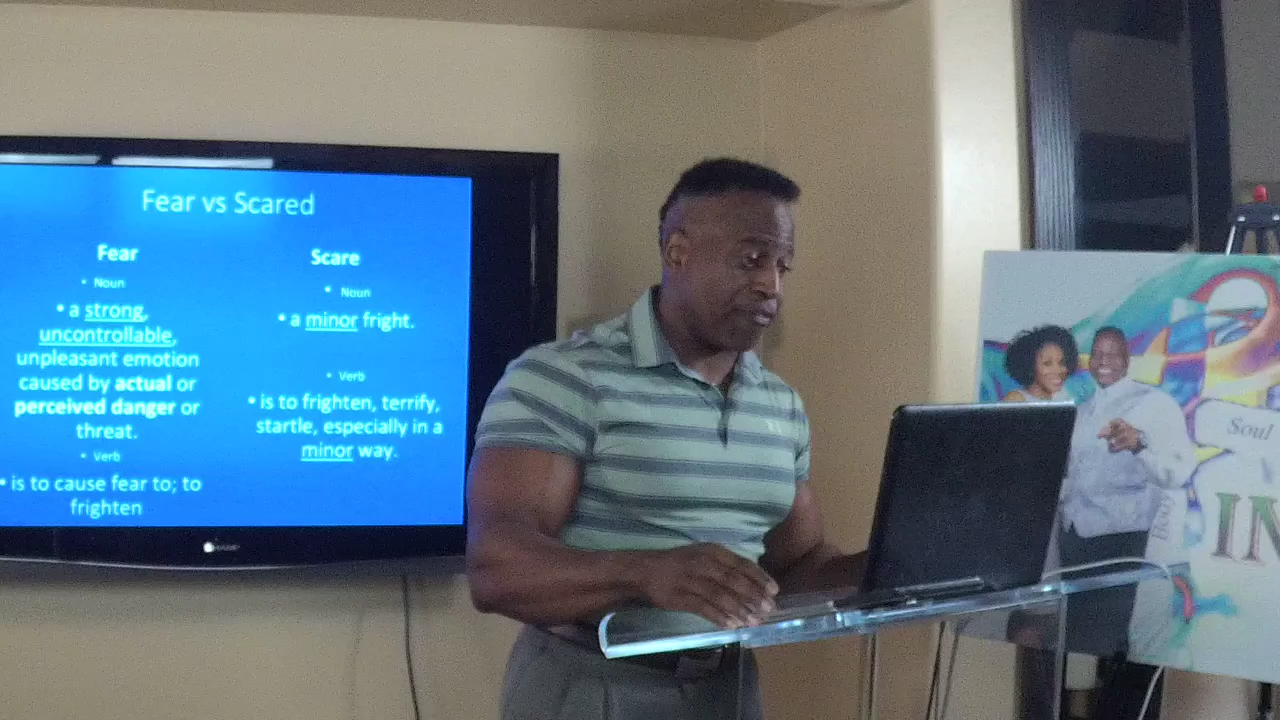 Fear vs Scared
Fear
• Noun
• a strong,
uncontrollable,
unpleasant emotion
caused by actual or
perceived danger or
threat.
• Verb
• is to cause fear to; to
frighten
Scare
• Noun
• a minor fright.
• Verb
• is to frighten, terrify,
startle, especially in a
minor way.
Soul
Body
IN